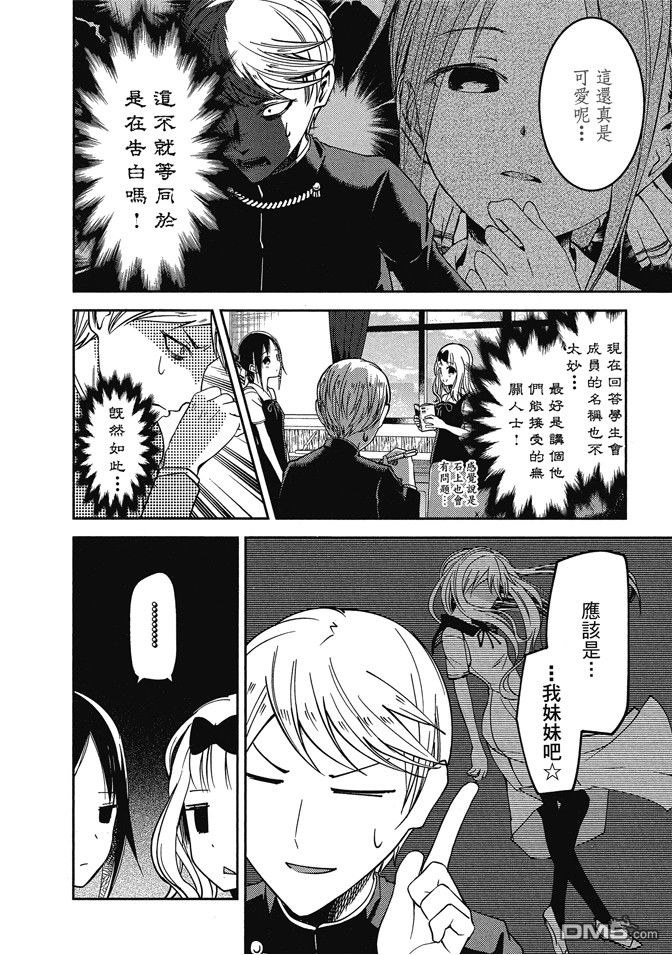 這還真是
可愛呢…
這不就等同於
是在告白嗎！
現在回答學生會
成員的名稱也不
太妙…
最好是講個他
們能接受的無
關人士！
感覺說是
石上也會
有問題…
既然如此…
應該是…
…我妹妹吧☆
………
DM5.com